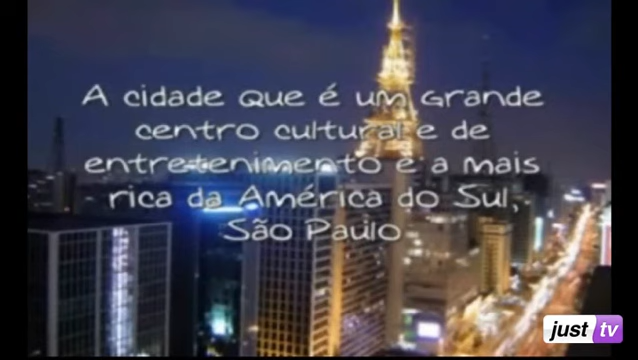 A cidade que é um grande
centro cultural e de
entretenimento e a mais
rica da América do Sul,
São Paulo
just tv